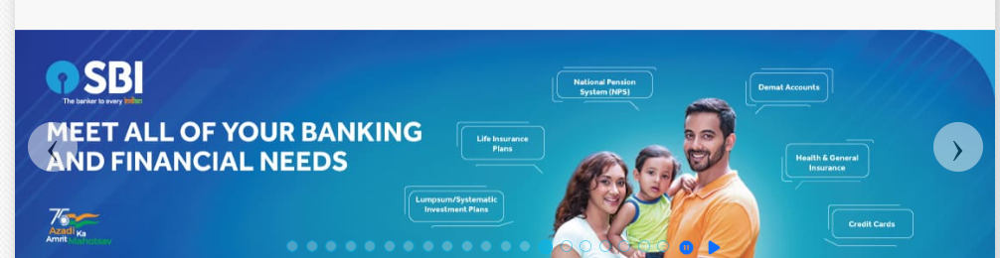 SBI
The banker to every Indian
MEET ALL OF YOUR BANKING
AND FINANCIAL NEEDS
National Pension
System (NPS)
Demat Accounts
Life Insurance
Plans
Health & General
Insurance
Lumpsum/Systematic
Investment Plans
Credit Cards
75
Azadi Ka
Amrit Mahotsav